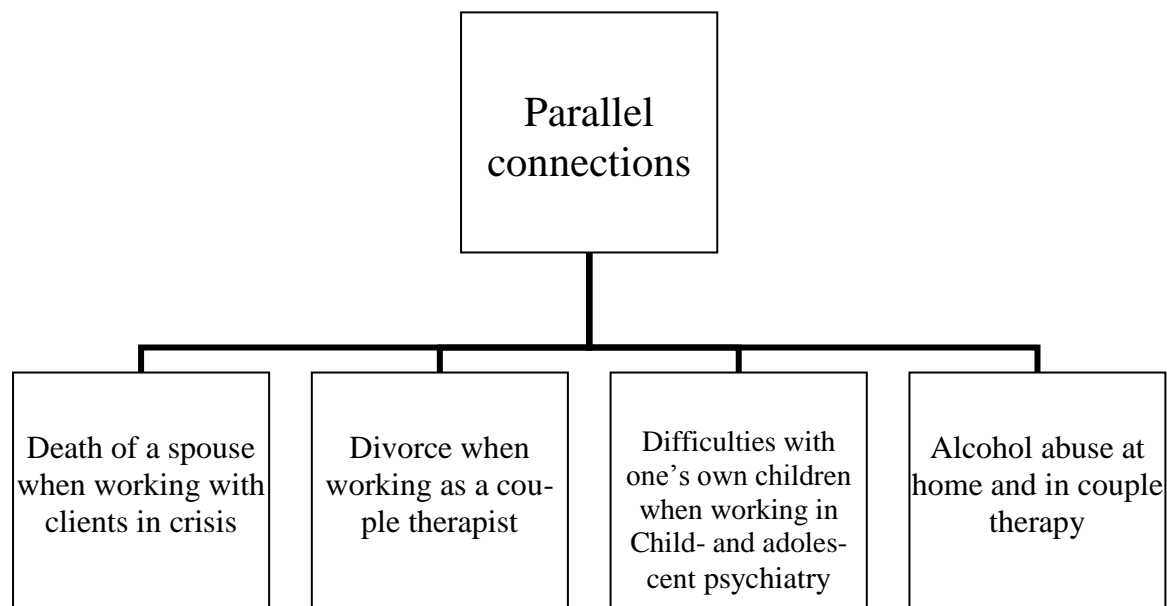 Parallel
connections
Death of a spouse
when working with
clients in crisis
Divorce when
working as a cou-
ple therapist
Difficulties with
one’s own children
when working in
Child- and adoles-
cent psychiatry
Alcohol abuse at
home and in couple
therapy